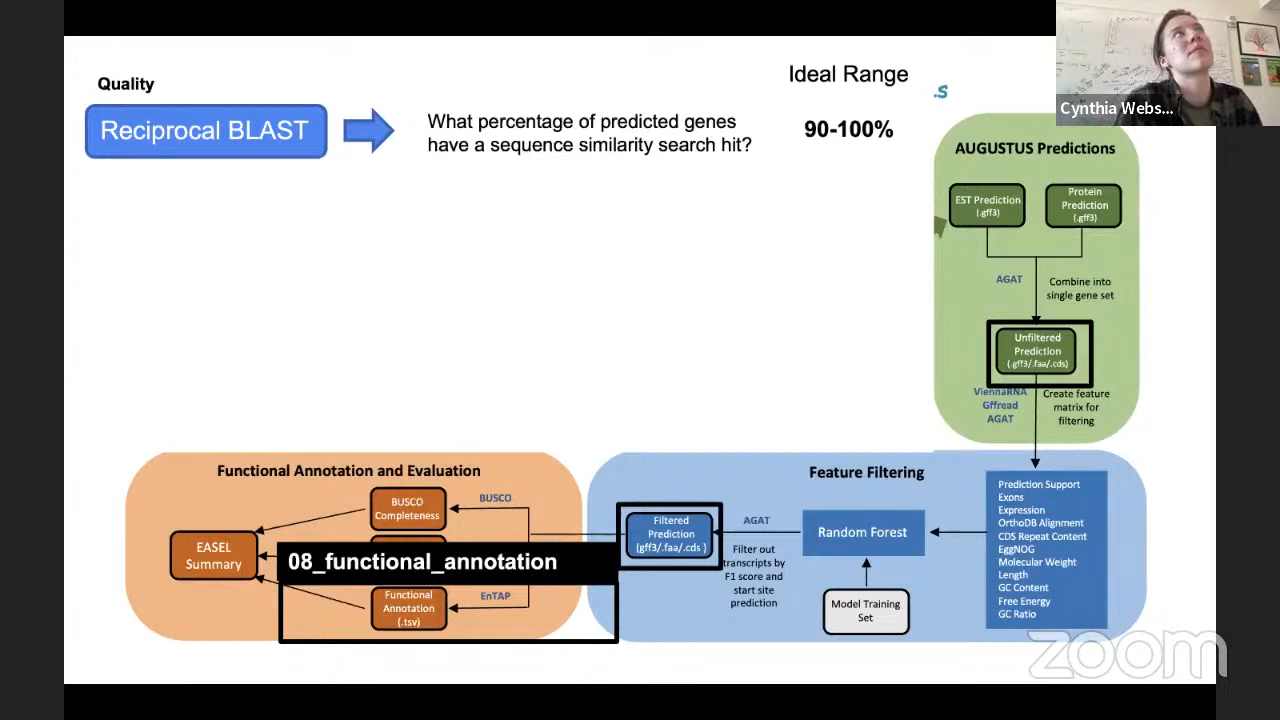 Quality
Reciprocal BLAST
What percentage of predicted genes
have a sequence similarity search hit?
Ideal Range
90-100%
.s
Cynthia Webs...
AUGUSTUS Predictions
EST Prediction
(.gff3)
Protein
Prediction
(.gff3)
AGAT
Combine into
single gene set
Unfiltered
Prediction
(.gff3/.faa/.cds)
ViennaRNA
Gffread
AGAT
Create feature
matrix for
filtering
Functional Annotation and Evaluation
BUSCO
Completeness
BUSCO
EASEL
Summary
08_functional_annotation
Functional
Annotation
(.tsv)
EnTAP
Feature Filtering
Filtered
Prediction
(gff3/.faa/.cds )
AGAT
Filter out
transcripts by
F1 score and
start site
prediction
Random Forest
Model Training
Set
Prediction Support
Exons
Expression
OrthoDB Alignment
CDS Repeat Content
EggNOG
Molecular Weight
Length
GC Content
Free Energy
GC Ratio
zoom